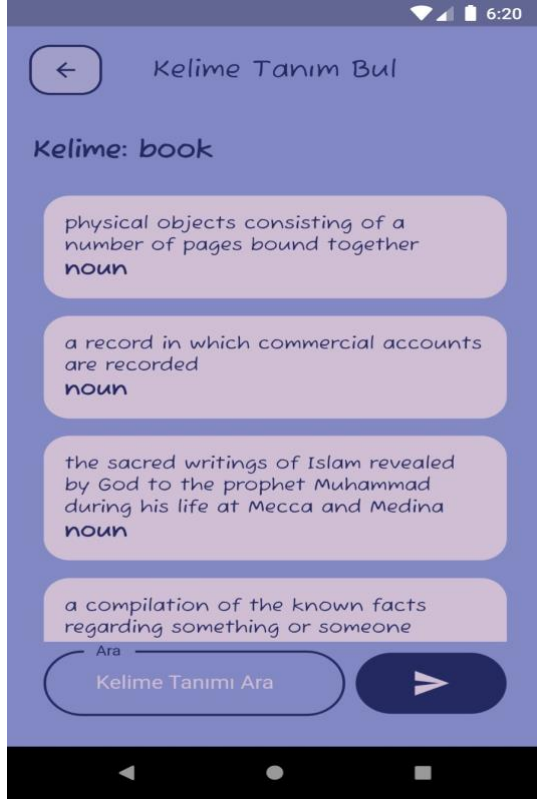 6:20
Kelime Tanım Bul
Kelime: book
physical objects consisting of a
number of pages bound together
noun
a record in which commercial accounts
are recorded
noun
the sacred writings of Islam revealed
by God to the prophet Muhammad
during his life at Mecca and Medina
noun
a compilation of the known facts
regarding something or someone
Ara
Kelime Tanımı Ara